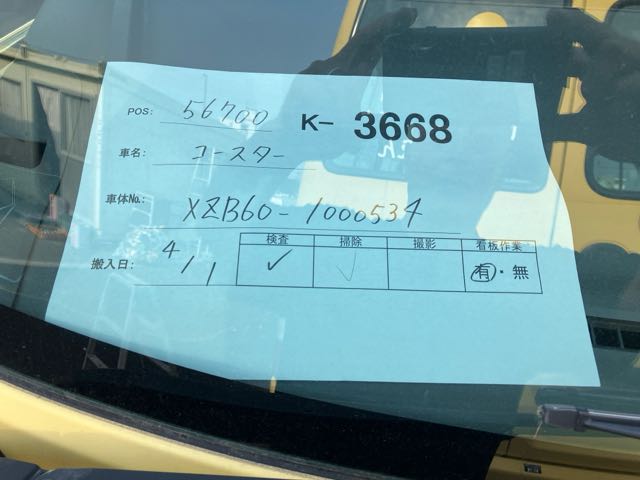 POS: 56700 K- 3668
車名: コースター
車体No.: XZB60-1000534
搬入日: 4/1
検査 掃除 撮影 看板作業
✓ ✓ 有・無